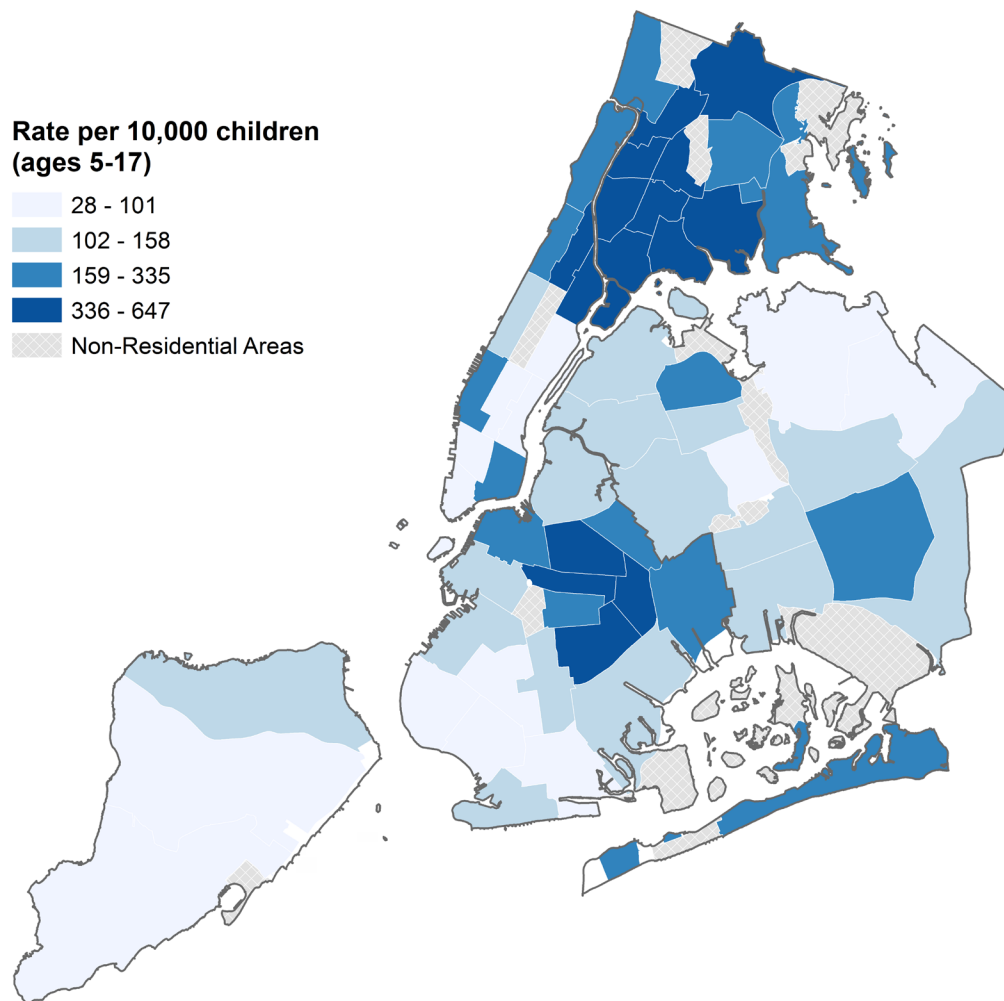 Rate per 10,000 children
(ages 5-17)
28 - 101
102 - 158
159 - 335
336 - 647
Non-Residential Areas